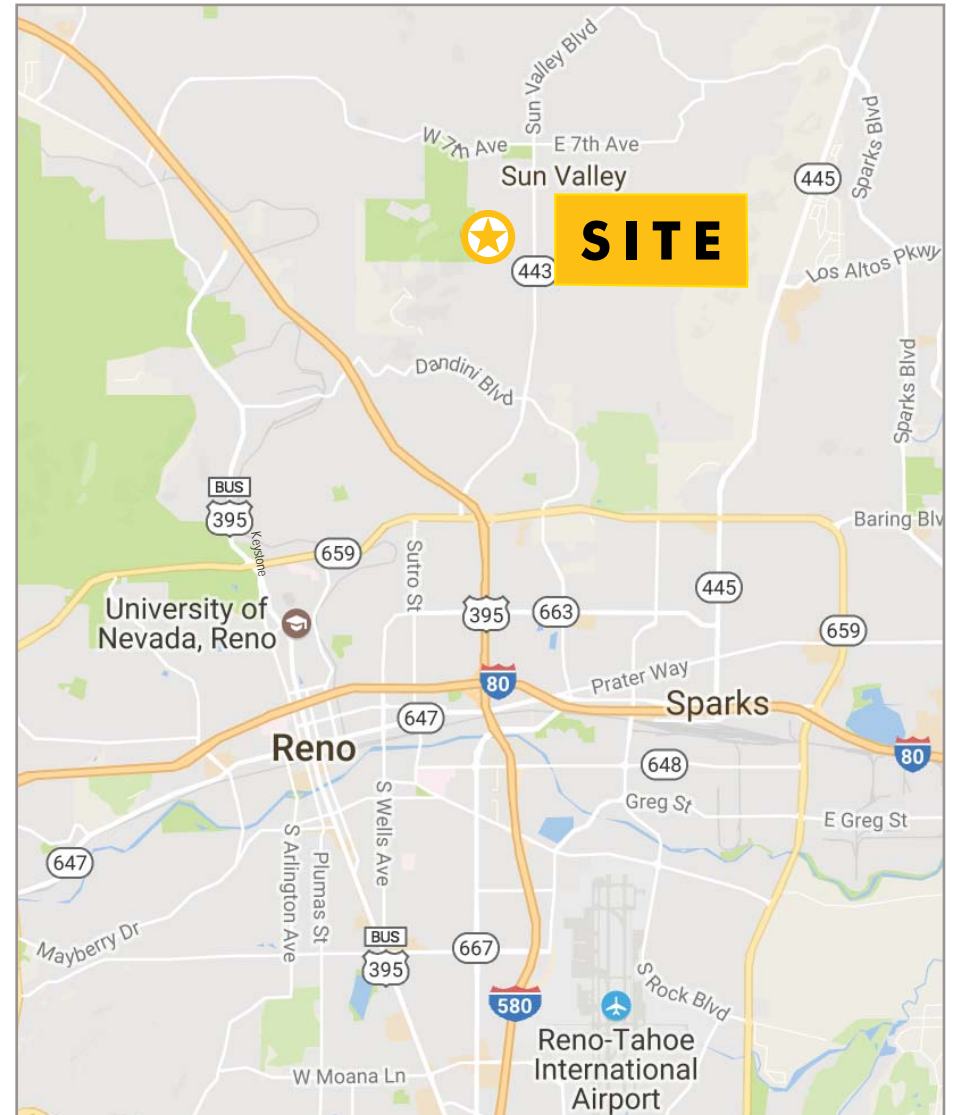 Sun Valley Blvd
W 7th Ave
E 7th Ave
Sun Valley
445
Sparks Blvd
SITE
443
Los Altos Pkwy
Dandini Blvd
Sparks Blvd
BUS
395
Keystone
659
Sutro St
Baring Blv
University of
Nevada, Reno
395
663
445
659
80
Prater Way
Sparks
647
Reno
80
648
S Wells Ave
Greg St
E Greg St
647
S Arlington Ave
Plumas St
Mayberry Dr
BUS
395
667
580
S Rock Blvd
Reno-Tahoe
International
Airport
W Moana Ln